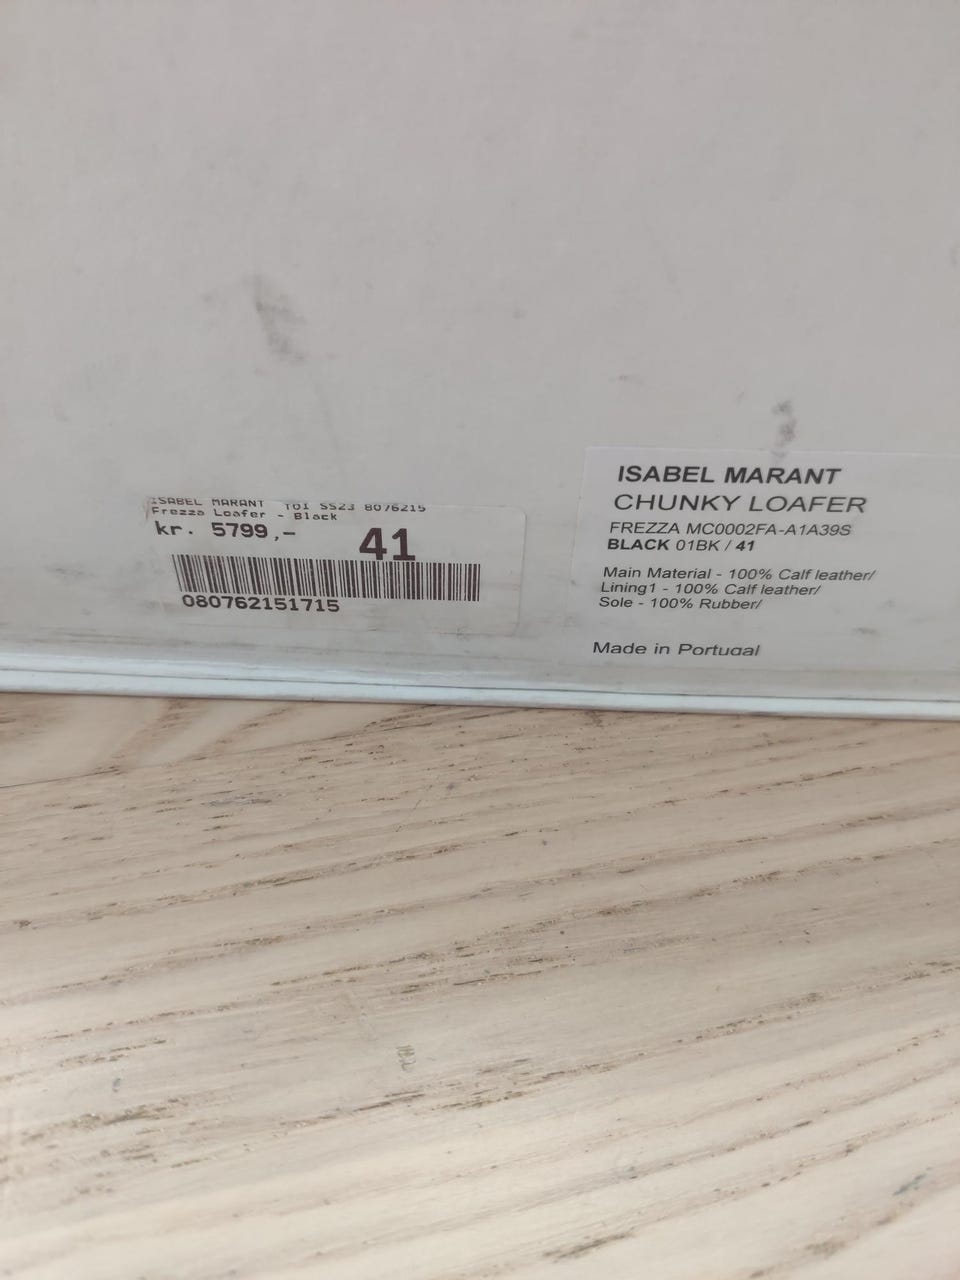 ISABEL MARANT TOI SS23 8076215
Frezza Loafer - Black
kr. 5799,-
41
080762151715
ISABEL MARANT
CHUNKY LOAFER
FREZZA MC0002FA-A1A39S
BLACK 01BK / 41
Main Material - 100% Calf leather/
Lining1 - 100% Calf leather/
Sole - 100% Rubber/
Made in Portugal